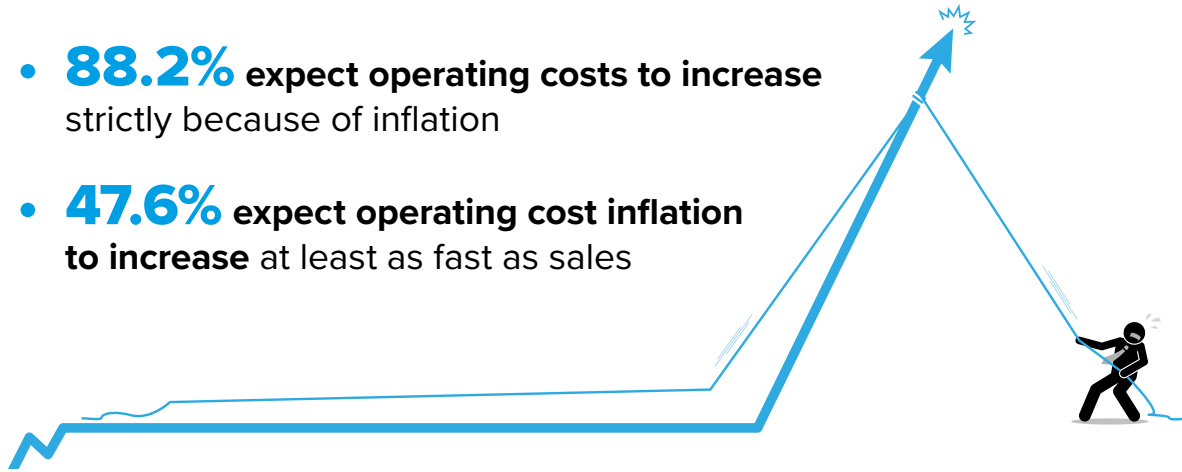 • 88.2% expect operating costs to increase
strictly because of inflation
• 47.6% expect operating cost inflation
to increase at least as fast as sales